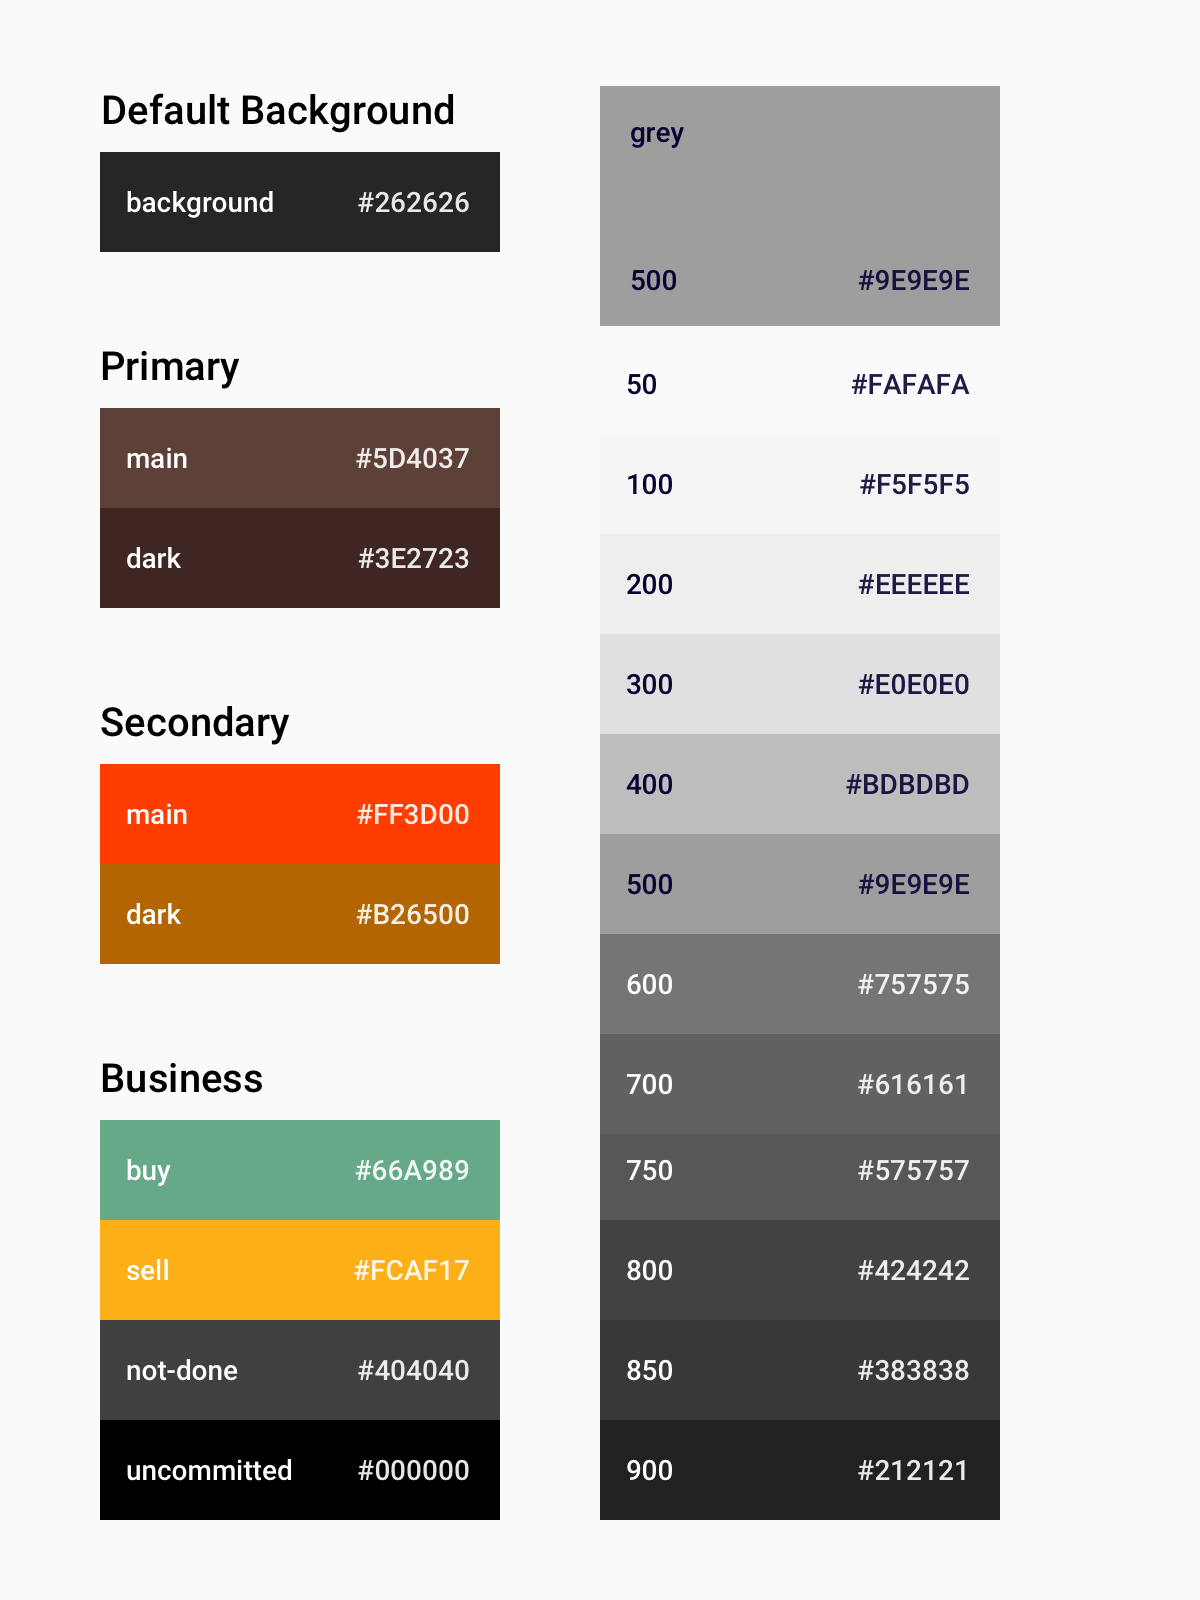 Default Background
background #262626
Primary
main #5D4037
dark #3E2723
Secondary
main #FF3D00
dark #B26500
Business
buy #66A989
sell #FCAF17
not-done #404040
uncommitted #000000
grey
500 #9E9E9E
50 #FAFAFA
100 #F5F5F5
200 #EEEEEE
300 #E0E0E0
400 #BDBDBD
500 #9E9E9E
600 #757575
700 #616161
750 #575757
800 #424242
850 #383838
900 #212121